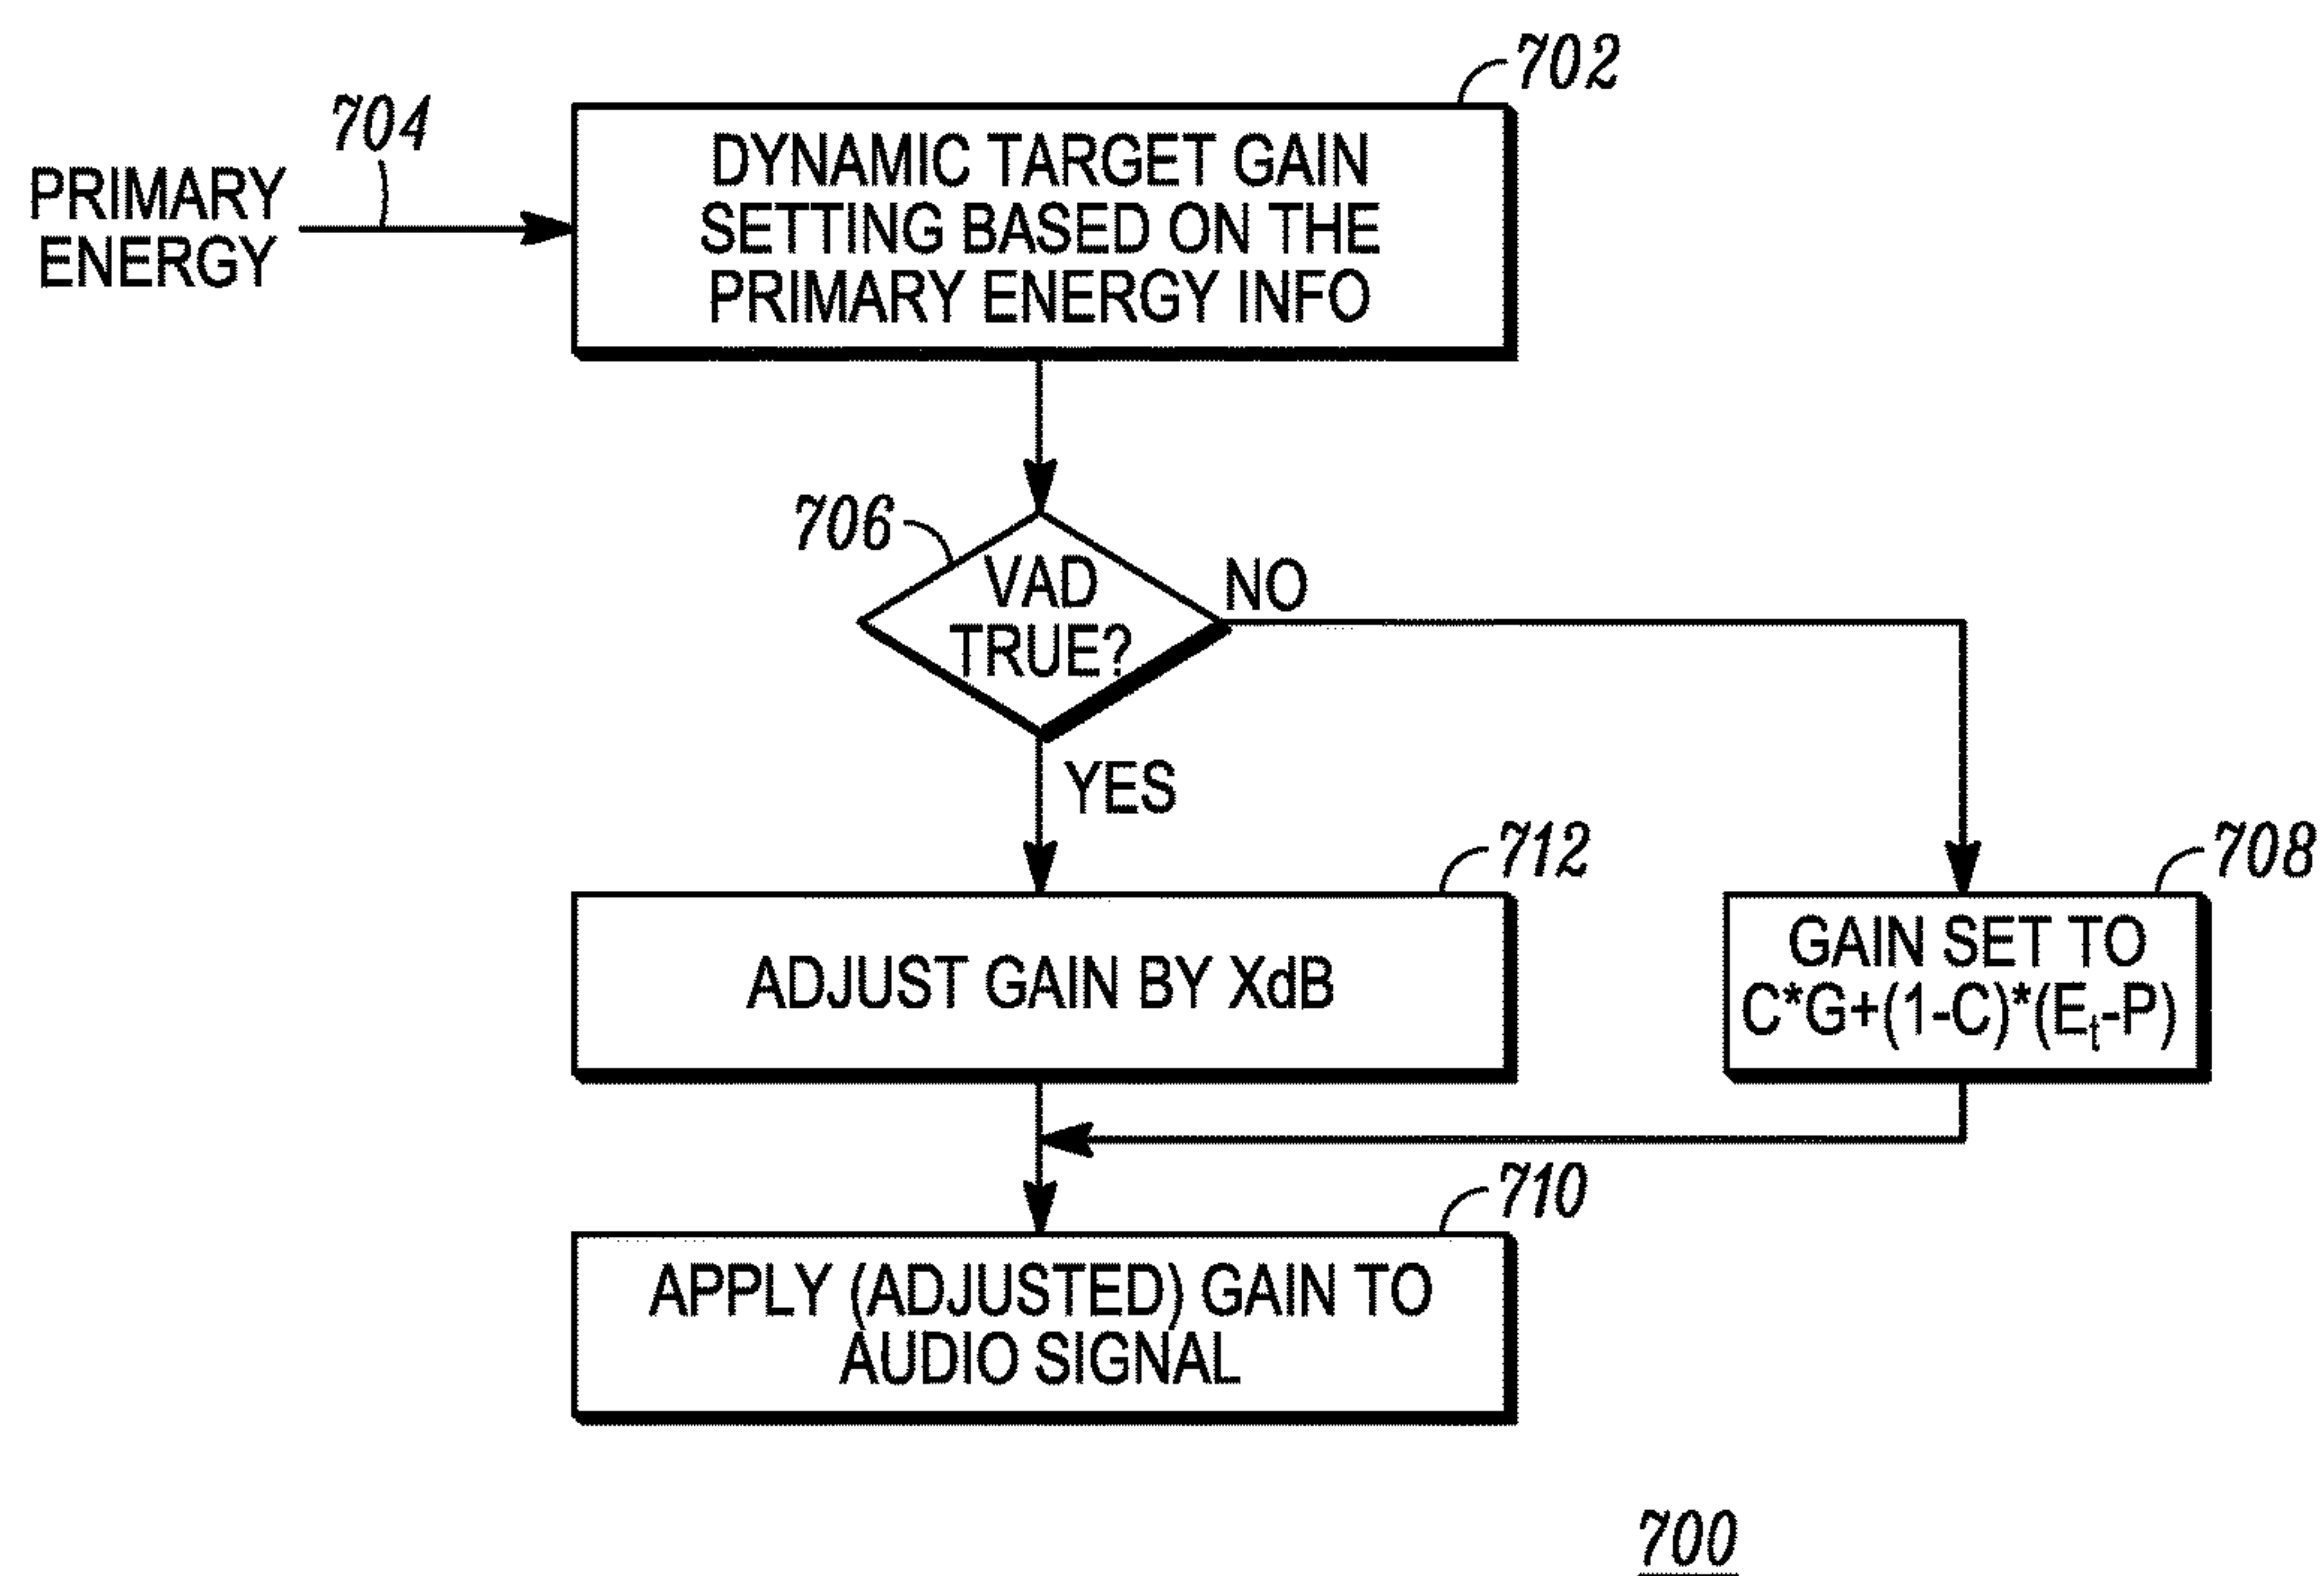 702
704
PRIMARY
ENERGY
DYNAMIC TARGET GAIN
SETTING BASED ON THE
PRIMARY ENERGY INFO
706
VAD
TRUE?
NO
YES
712
708
ADJUST GAIN BY XdB
GAIN SET TO
C*G+(1-C)*(Eₜ-P)
710
APPLY (ADJUSTED) GAIN TO
AUDIO SIGNAL
700